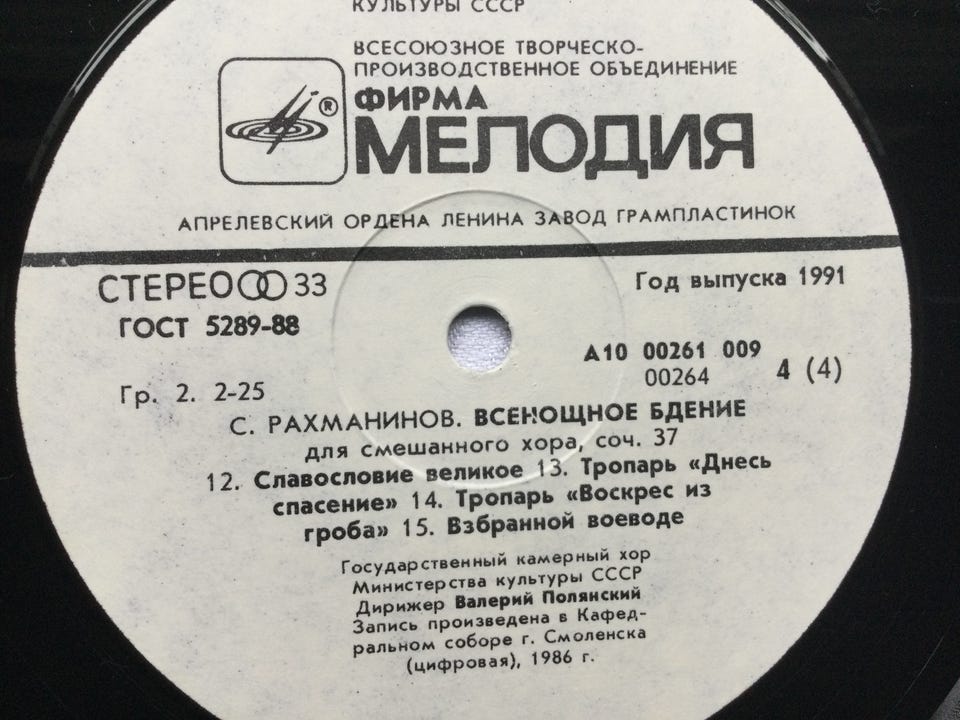 КУЛЬТУРЫ СССР
ВСЕСОЮЗНОЕ ТВОРЧЕСКО-
ПРОИЗВОДСТВЕННОЕ ОБЪЕДИНЕНИЕ
ФИРМА
МЕЛОДИЯ
®
АПРЕЛЕВСКИЙ ОРДЕНА ЛЕНИНА ЗАВОД ГРАМПЛАСТИНОК
СТЕРЕО 33
Год выпуска 1991
ГОСТ 5289-88
А10 00261 009
00264
4 (4)
Гр. 2. 2-25
С. РАХМАНИНОВ. ВСЕНОЩНОЕ БДЕНИЕ
для смешанного хора, соч. 37
12. Славословие великое 13. Тропарь «Днесь
спасение» 14. Тропарь «Воскрес из
гроба» 15. Взбранной воеводе
Государственный камерный хор
Министерства культуры СССР
Дирижер Валерий Полянский
Запись произведена в Кафед-
ральном соборе г. Смоленска
(цифровая), 1986 г.